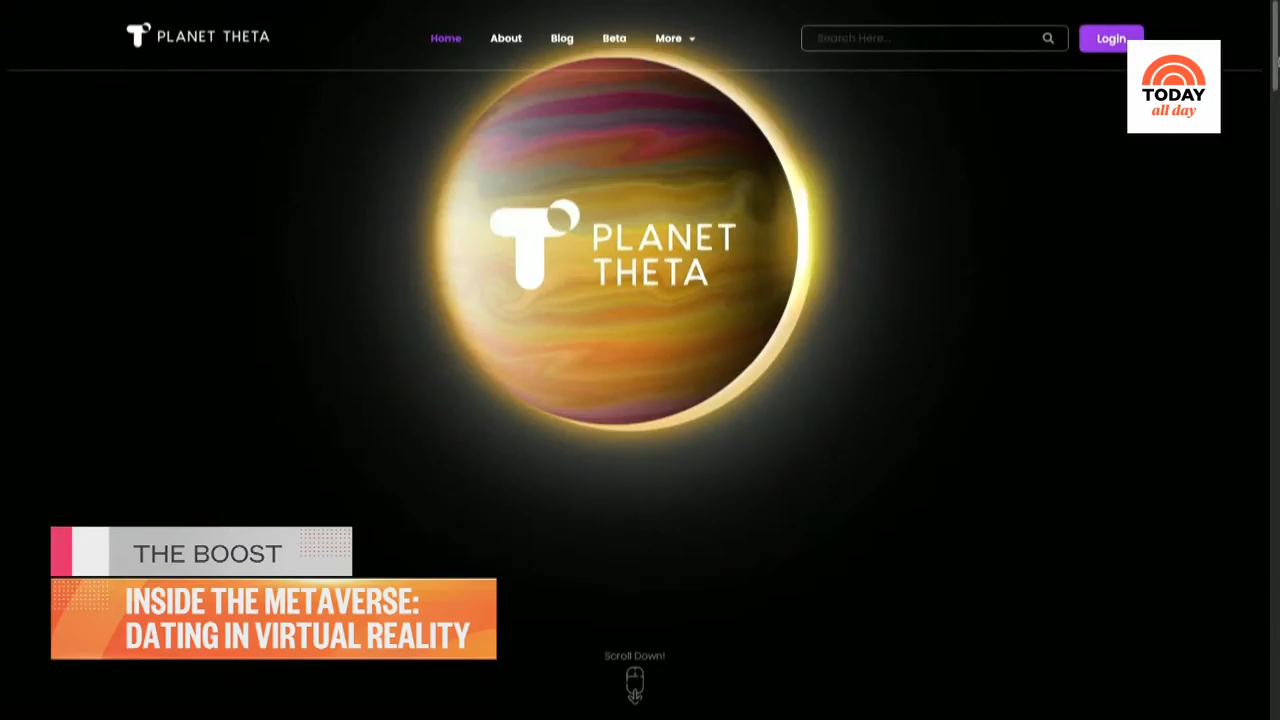 PLANET THETA
Home About Blog Beta More
Search Here...
Login
TODAY
all day
PLANET
THETA
THE BOOST
INSIDE THE METAVERSE:
DATING IN VIRTUAL REALITY
Scroll Down!